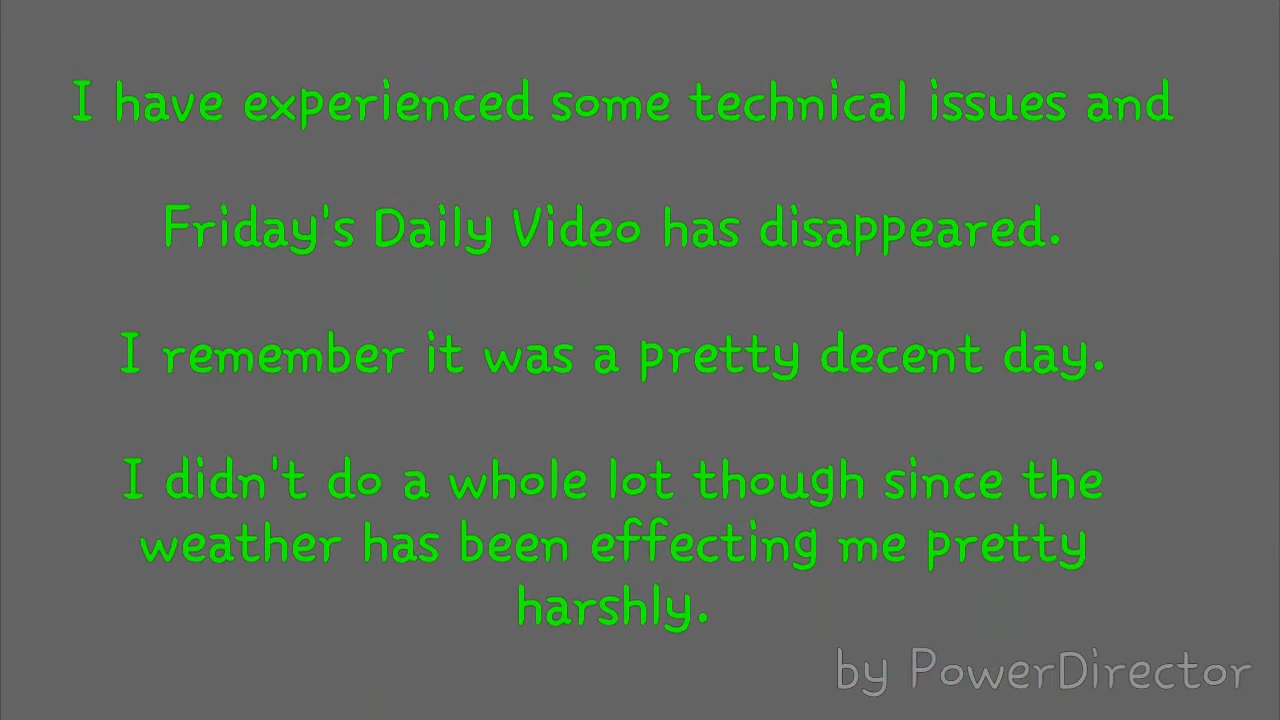 I have experienced some technical issues and
Friday's Daily Video has disappeared.
I remember it was a pretty decent day.
I didn't do a whole lot though since the
weather has been effecting me pretty
harshly.
by PowerDirector